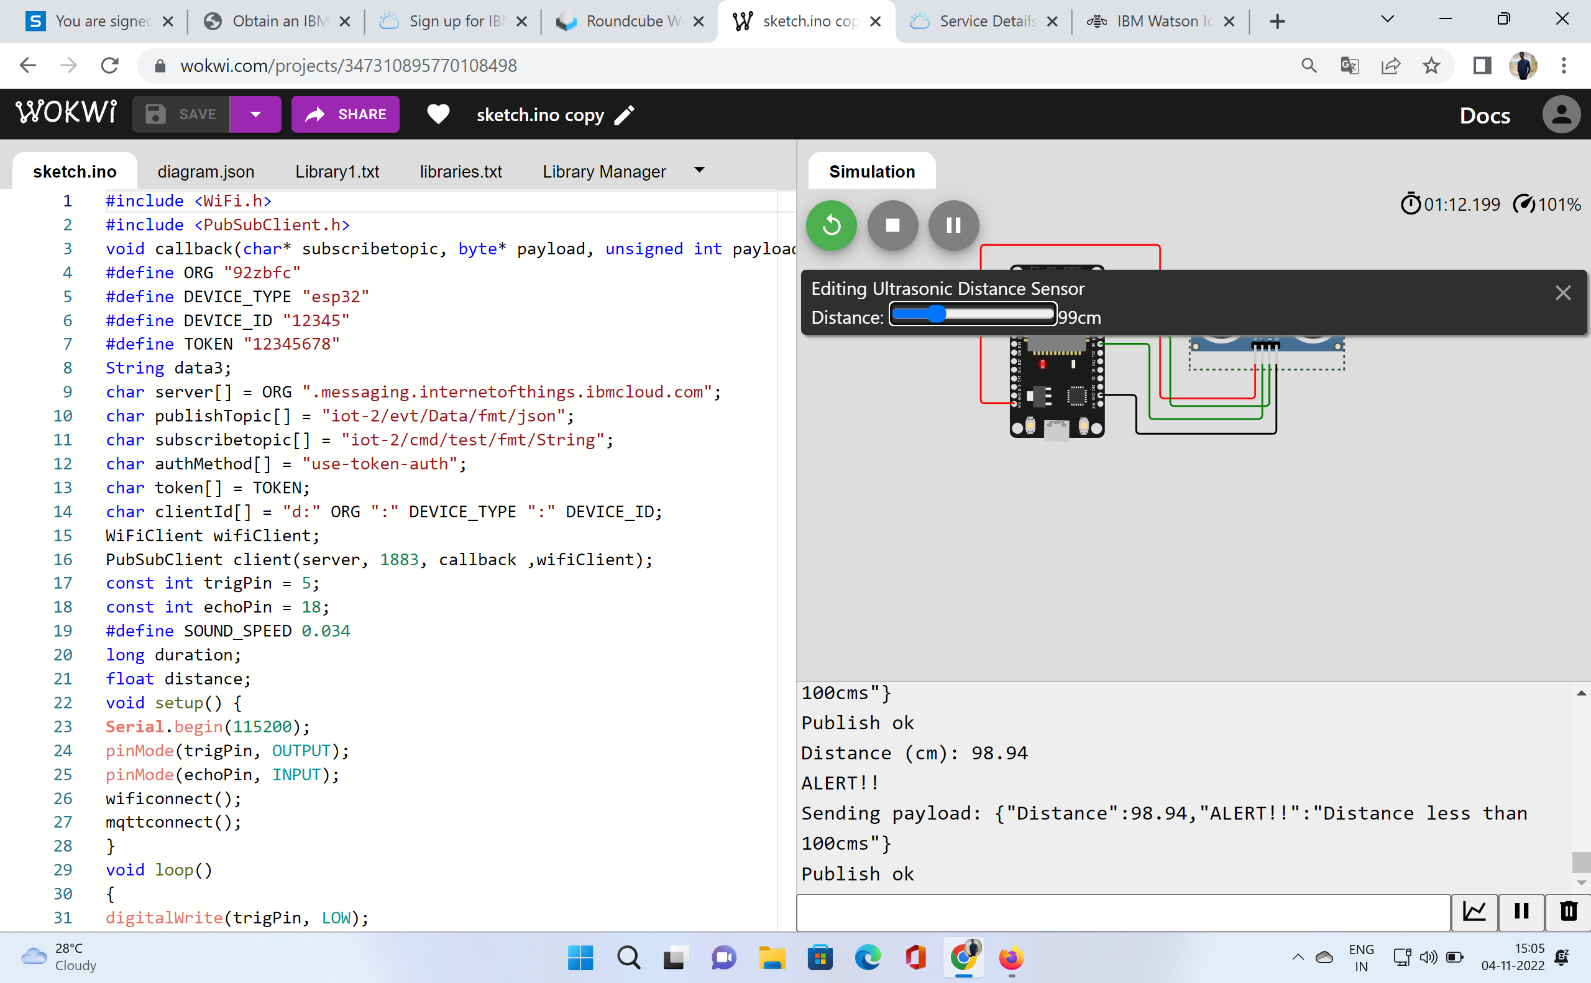 You are signed
Obtain an IBM
Sign up for IB
Roundcube W
sketch.ino cop
Service Details
IBM Watson Io
wokwi.com/projects/347310895770108498
WOKWi
SAVE
SHARE
sketch.ino copy
Docs
sketch.ino
diagram.json
Library1.txt
libraries.txt
Library Manager
Simulation
01:12.199
101%
Editing Ultrasonic Distance Sensor
Distance:
99cm
1 #include <WiFi.h>
2 #include <PubSubClient.h>
3 void callback(char* subscribetopic, byte* payload, unsigned int payloa
4 #define ORG "92zbfc"
5 #define DEVICE_TYPE "esp32"
6 #define DEVICE_ID "12345"
7 #define TOKEN "12345678"
8 String data3;
9 char server[] = ORG ".messaging.internetofthings.ibmcloud.com";
10 char publishTopic[] = "iot-2/evt/Data/fmt/json";
11 char subscribetopic[] = "iot-2/cmd/test/fmt/String";
12 char authMethod[] = "use-token-auth";
13 char token[] = TOKEN;
14 char clientId[] = "d:" ORG ":" DEVICE_TYPE ":" DEVICE_ID;
15 WiFiClient wifiClient;
16 PubSubClient client(server, 1883, callback ,wifiClient);
17 const int trigPin = 5;
18 const int echoPin = 18;
19 #define SOUND_SPEED 0.034
20 long duration;
21 float distance;
22 void setup() {
23 Serial.begin(115200);
24 pinMode(trigPin, OUTPUT);
25 pinMode(echoPin, INPUT);
26 wificonnect();
27 mqttconnect();
28 }
29 void loop()
30 {
31 digitalWrite(trigPin, LOW);
100cms"}
Publish ok
Distance (cm): 98.94
ALERT!!
Sending payload: {"Distance":98.94,"ALERT!!":"Distance less than
100cms"}
Publish ok
28°C
Cloudy
ENG
IN
15:05
04-11-2022